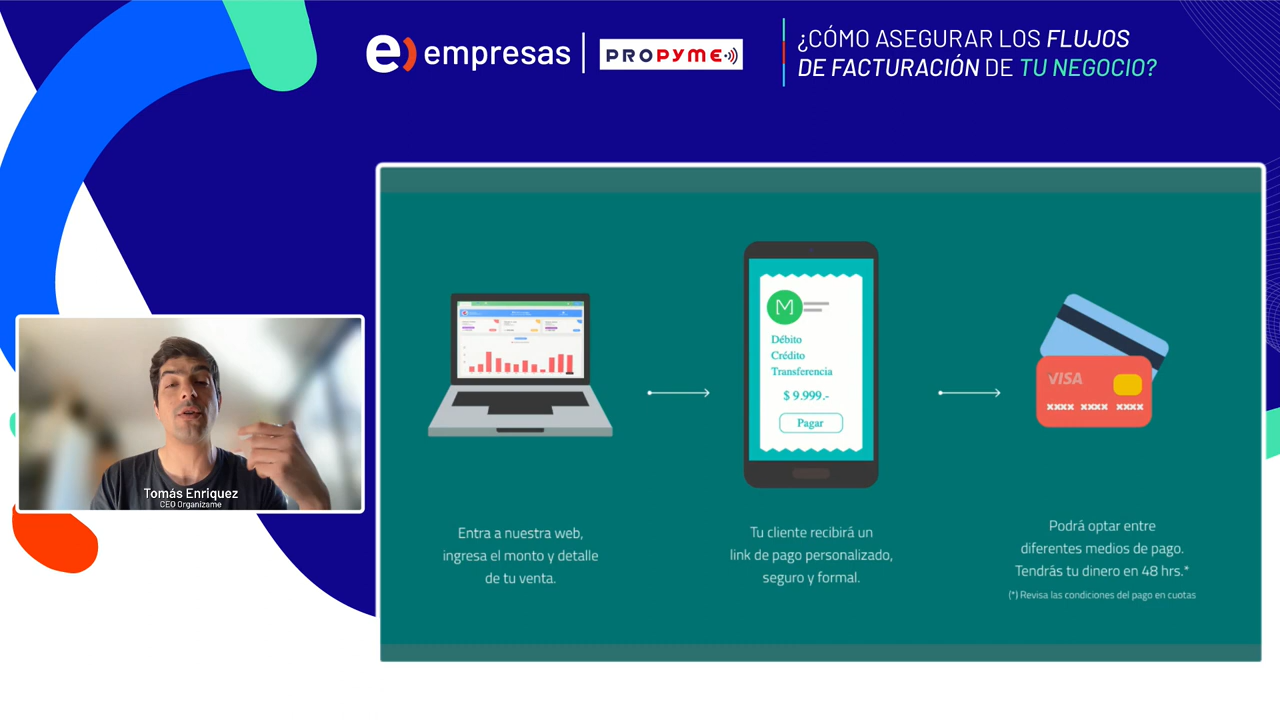 e) empresas
PROPYME
¿CÓMO ASEGURAR LOS FLUJOS
DE FACTURACIÓN DE TU NEGOCIO?
Tomás Enriquez
CEO Organízame
M
Débito
Crédito
Transferencia
$ 9.999.-
Pagar
VISA
xxxx xxxx xxxx
Entra a nuestra web,
ingresa el monto y detalle
de tu venta.
Tu cliente recibirá un
link de pago personalizado,
seguro y formal.
Podrá optar entre
diferentes medios de pago.
Tendrás tu dinero en 48 hrs.*
(*) Revisa las condiciones del pago en cuotas